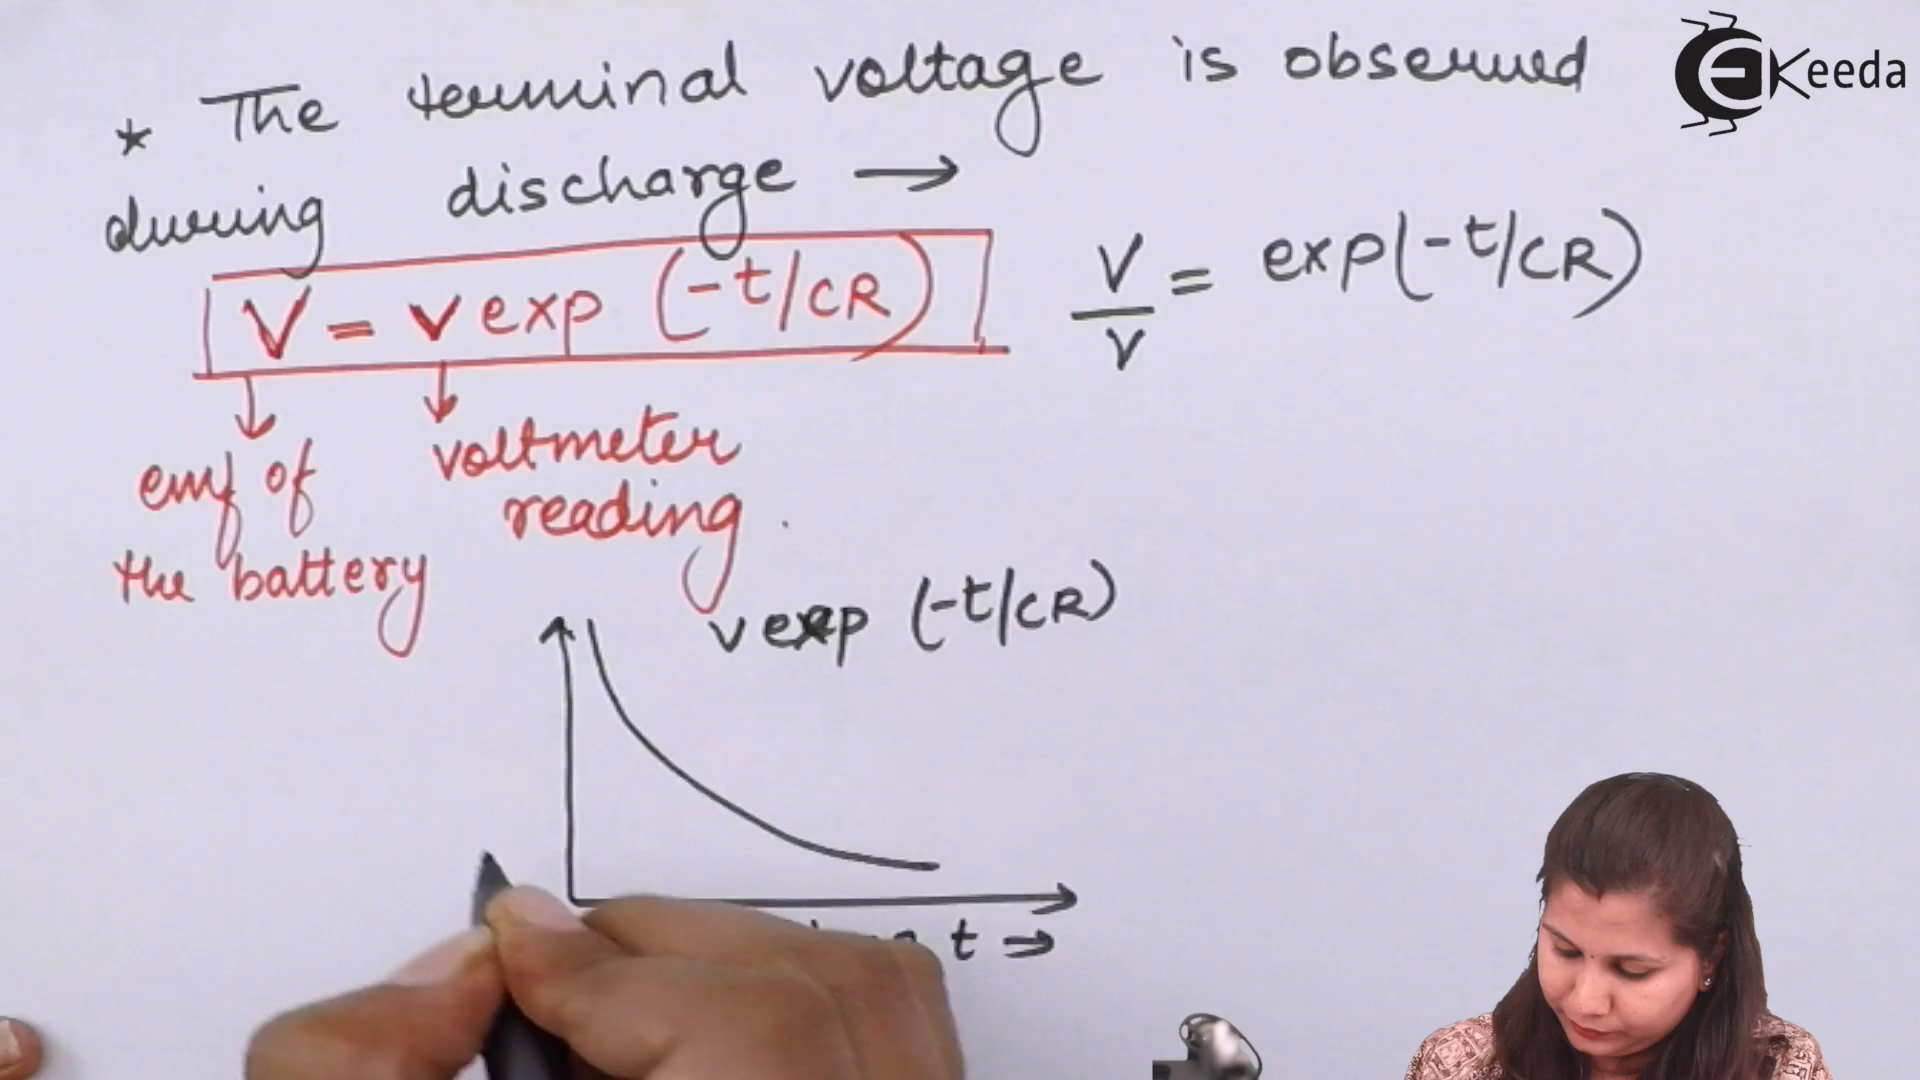 Ekeeda
* The terminal voltage is observed
during discharge →
V = v exp (-t/CR)
V/v = exp(-t/CR)
emf of
the battery
voltmeter
reading.
v exp (-t/CR)
t →